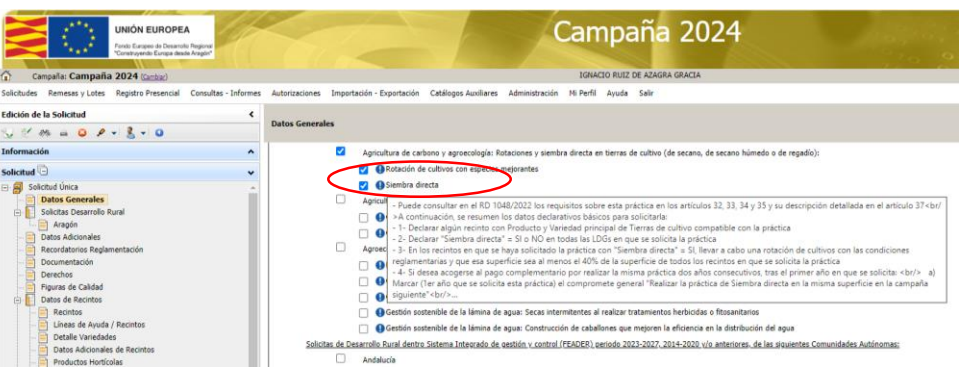 UNIÓN EUROPEA
Fondo Europeo de Desarrollo Regional
"Construyendo Europa desde Aragón"
Campaña 2024
Campaña: Campaña 2024 (Cambiar)
IGNACIO RUIZ DE AZAGRA GRACIA
Solicitudes Remesas y Lotes Registro Presencial Consultas - Informes Autorizaciones Importación - Exportación Catálogos Auxiliares Administración Mi Perfil Ayuda Salir
Edición de la Solicitud
Información
Solicitud
Solicitud Única
Datos Generales
Solicitas Desarrollo Rural
Aragón
Datos Adicionales
Recordatorios Reglamentación
Documentación
Derechos
Figuras de Calidad
Datos de Recintos
Recintos
Líneas de Ayuda / Recintos
Detalle Variedades
Datos Adicionales de Recintos
Productos Hortícolas
Datos Generales
Agricultura de carbono y agroecología: Rotaciones y siembra directa en tierras de cultivo (de secano, de secano húmedo o de regadío):
Rotación de cultivos con especies mejorantes
Siembra directa
Agricul
- Puede consultar en el RD 1048/2022 los requisitos sobre esta práctica en los artículos 32, 33, 34 y 35 y su descripción detallada en el artículo 37<br/
>A continuación, se resumen los datos declarativos básicos para solicitarla:
- 1- Declarar algún recinto con Producto y Variedad principal de Tierras de cultivo compatible con la práctica
- 2- Declarar "Siembra directa" = SI o NO en todas las LDGs en que se solicita la práctica
Agroec
- 3- En los recintos en que se haya solicitado la práctica con "Siembra directa" = SI, llevar a cabo una rotación de cultivos con las condiciones
reglamentarias y que esa superficie sea al menos el 40% de la superficie de todos los recintos en que se solicita la práctica
- 4- Si desea acogerse al pago complementario por realizar la misma práctica dos años consecutivos, tras el primer año en que se solicita: <br/> a)
Marcar (1er año que se solicita esta práctica) el compromete general "Realizar la práctica de Siembra directa en la misma superficie en la campaña
siguiente"<br/>...
Gestión sostenible de la lámina de agua: Secas intermitentes al realizar tratamientos herbicidas o fitosanitarios
Gestión sostenible de la lámina de agua: Construcción de caballones que mejoren la eficiencia en la distribución del agua
Solicitas de Desarrollo Rural dentro Sistema Integrado de gestión y control (FEADER) periodo 2023-2027, 2014-2020 y/o anteriores, de las siguientes Comunidades Autónomas:
Andalucía